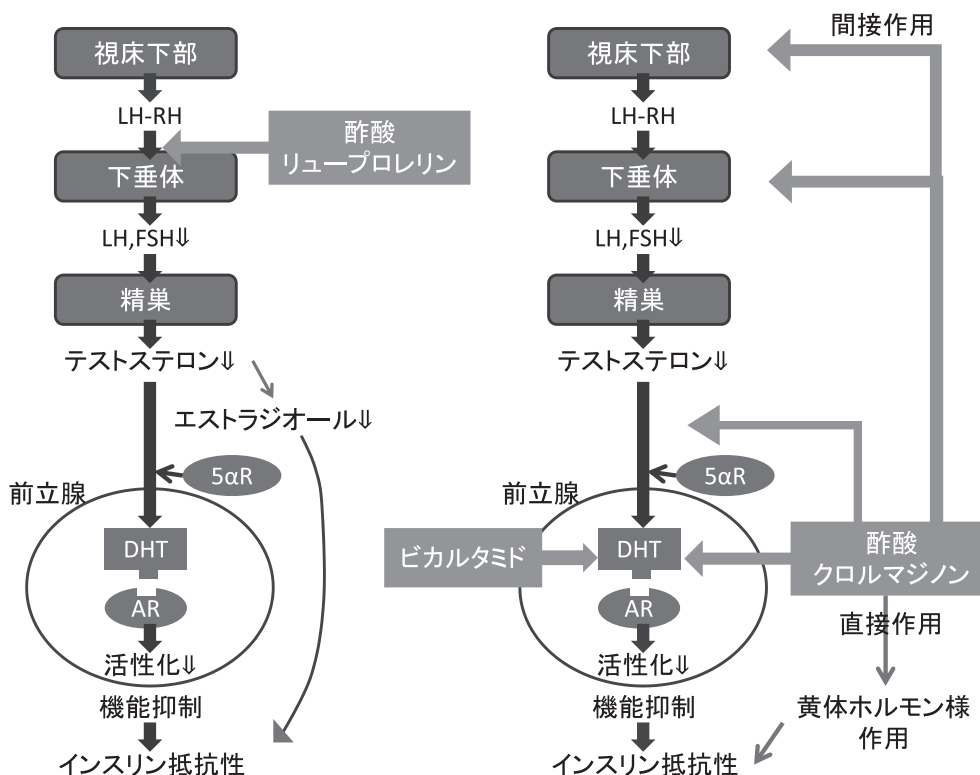 視床下部
LH-RH
酢酸
リュープロレリン
下垂体
LH,FSH⇓
精巣
テストステロン⇓
エストラジオール⇓
5αR
前立腺
DHT
AR
活性化⇓
機能抑制
インスリン抵抗性
間接作用
視床下部
LH-RH
下垂体
LH,FSH⇓
精巣
テストステロン⇓
5αR
前立腺
ビカルタミド
DHT
酢酸
クロルマジノン
AR
直接作用
活性化⇓
機能抑制
黄体ホルモン様
作用
インスリン抵抗性